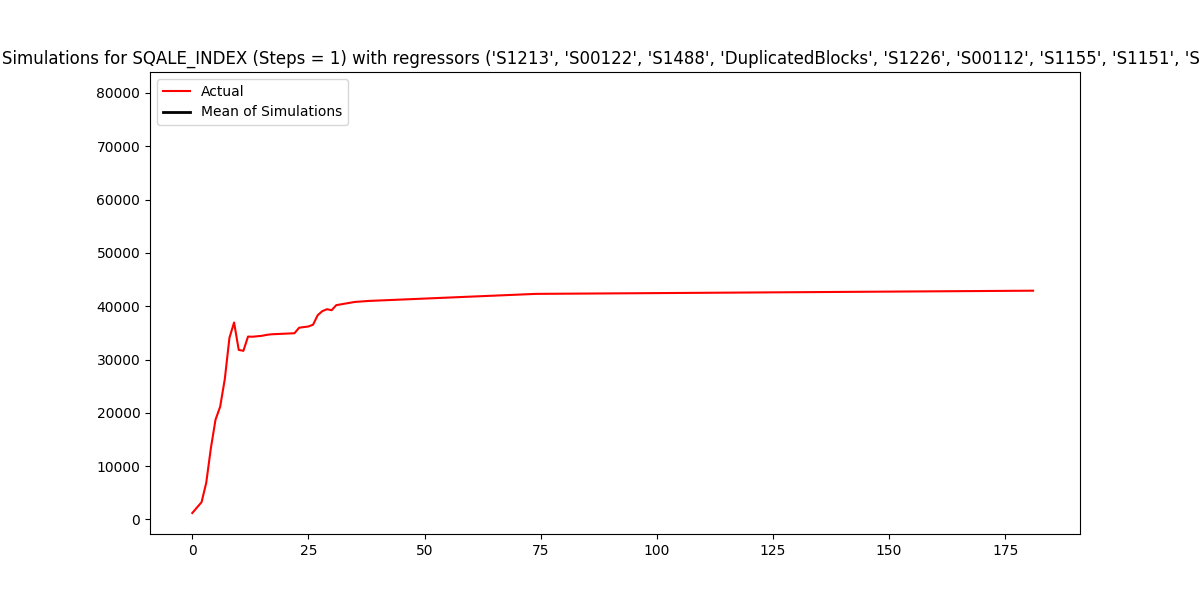 Simulations for SQALE_INDEX (Steps = 1) with regressors ('S1213', 'S00122', 'S1488', 'DuplicatedBlocks', 'S1226', 'S00112', 'S1155', 'S1151', 'S
Actual
Mean of Simulations
80000
70000
60000
50000
40000
30000
20000
10000
0
0 25 50 75 100 125 150 175